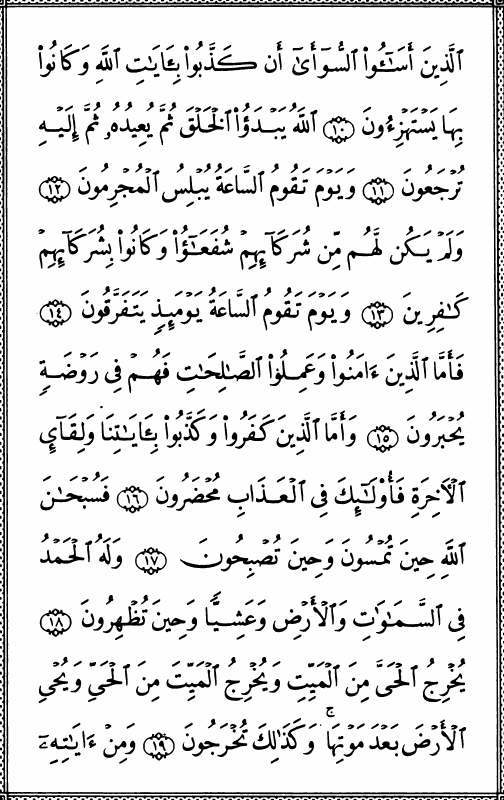 ٱلَّذِينَ أَسَـٰٓـُٔوا۟ ٱلسُّوٓأَىٰٓ أَن كَذَّبُوا۟ بِـَٔايَـٰتِ ٱللَّهِ وَكَانُوا۟
بِهَا يَسْتَهْزِءُونَ ١٠ ٱللَّهُ يَبْدَؤُا۟ ٱلْخَلْقَ ثُمَّ يُعِيدُهُۥ ثُمَّ إِلَيْهِ
تُرْجَعُونَ ١١ وَيَوْمَ تَقُومُ ٱلسَّاعَةُ يُبْلِسُ ٱلْمُجْرِمُونَ ١٢
وَلَمْ يَكُن لَّهُم مِّن شُرَكَآئِهِمْ شُفَعَـٰٓؤُا۟ وَكَانُوا۟ بِشُرَكَآئِهِمْ
كَـٰفِرِينَ ١٣ وَيَوْمَ تَقُومُ ٱلسَّاعَةُ يَوْمَئِذٍ يَتَفَرَّقُونَ ١٤
فَأَمَّا ٱلَّذِينَ ءَامَنُوا۟ وَعَمِلُوا۟ ٱلصَّـٰلِحَـٰتِ فَهُمْ فِى رَوْضَةٍ
يُحْبَرُونَ ١٥ وَأَمَّا ٱلَّذِينَ كَفَرُوا۟ وَكَذَّبُوا۟ بِـَٔايَـٰتِنَا وَلِقَآئِ
ٱلْـَٔاخِرَةِ فَأُو۟لَـٰٓئِكَ فِى ٱلْعَذَابِ مُحْضَرُونَ ١٦ فَسُبْحَـٰنَ
ٱللَّهِ حِينَ تُمْسُونَ وَحِينَ تُصْبِحُونَ ١٧ وَلَهُ ٱلْحَمْدُ
فِى ٱلسَّمَـٰوَٰتِ وَٱلْأَرْضِ وَعَشِيًّا وَحِينَ تُظْهِرُونَ ١٨
يُخْرِجُ ٱلْحَىَّ مِنَ ٱلْمَيِّتِ وَيُخْرِجُ ٱلْمَيِّتَ مِنَ ٱلْحَىِّ وَيُحْىِ
ٱلْأَرْضَ بَعْدَ مَوْتِهَا ۚ وَكَذَٰلِكَ تُخْرَجُونَ ١٩ وَمِنْ ءَايَـٰتِهِۦٓ